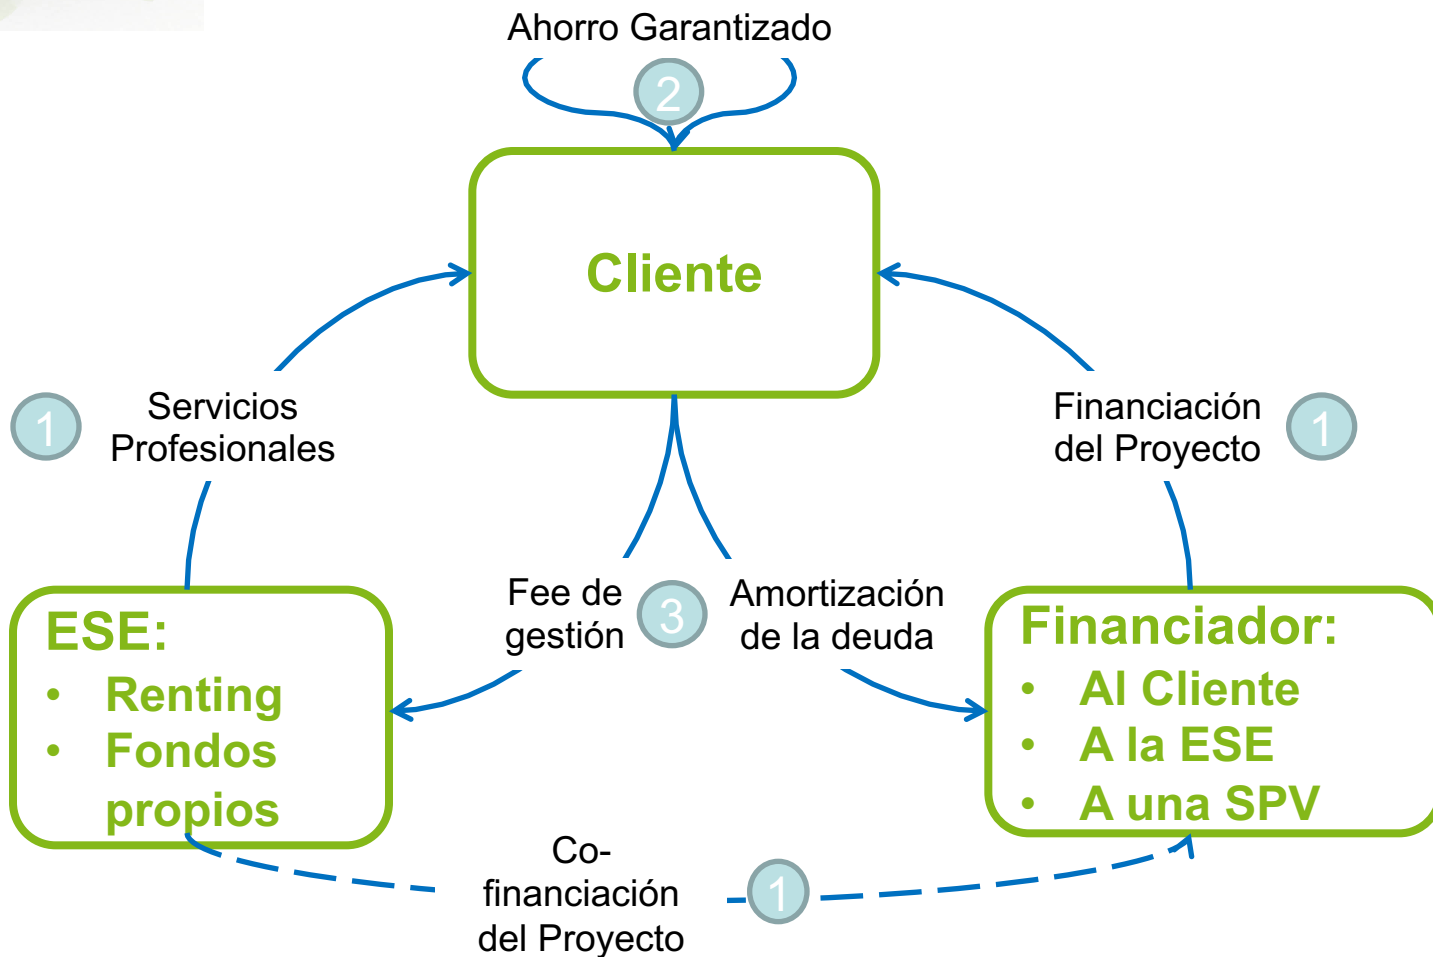 Ahorro Garantizado
2
Cliente
1
Servicios
Profesionales
Financiación
del Proyecto
1
Fee de
gestión
3
Amortización
de la deuda
ESE:
• Renting
• Fondos
propios
Financiador:
• Al Cliente
• A la ESE
• A una SPV
Co-
financiación
del Proyecto
1